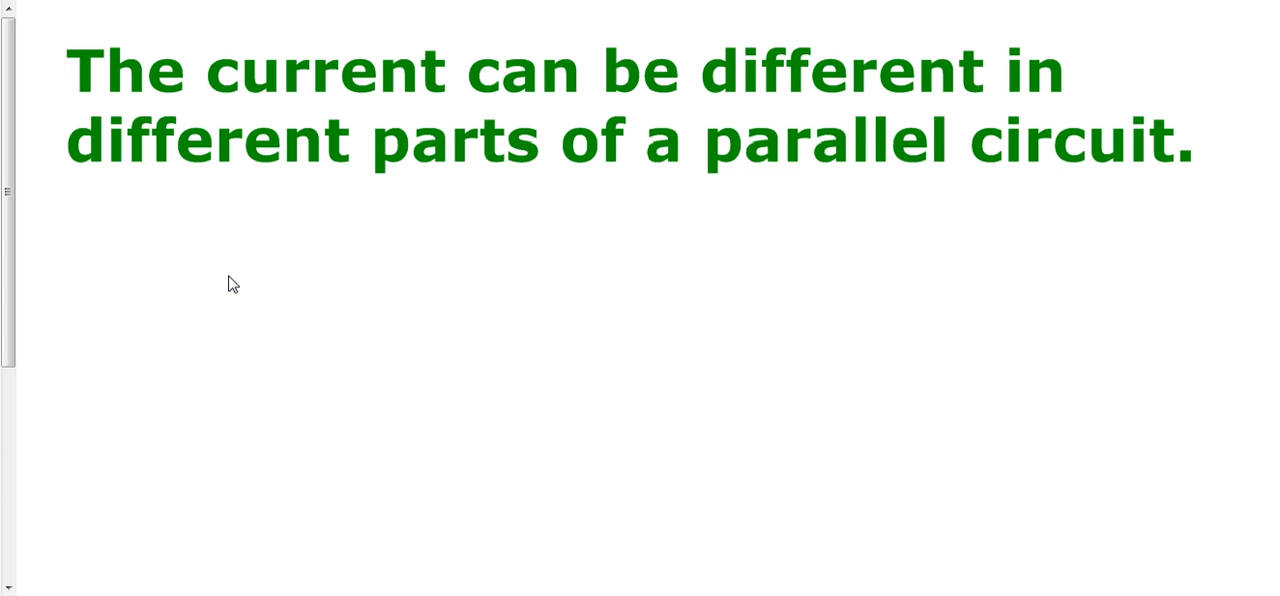 The current can be different in
different parts of a parallel circuit.